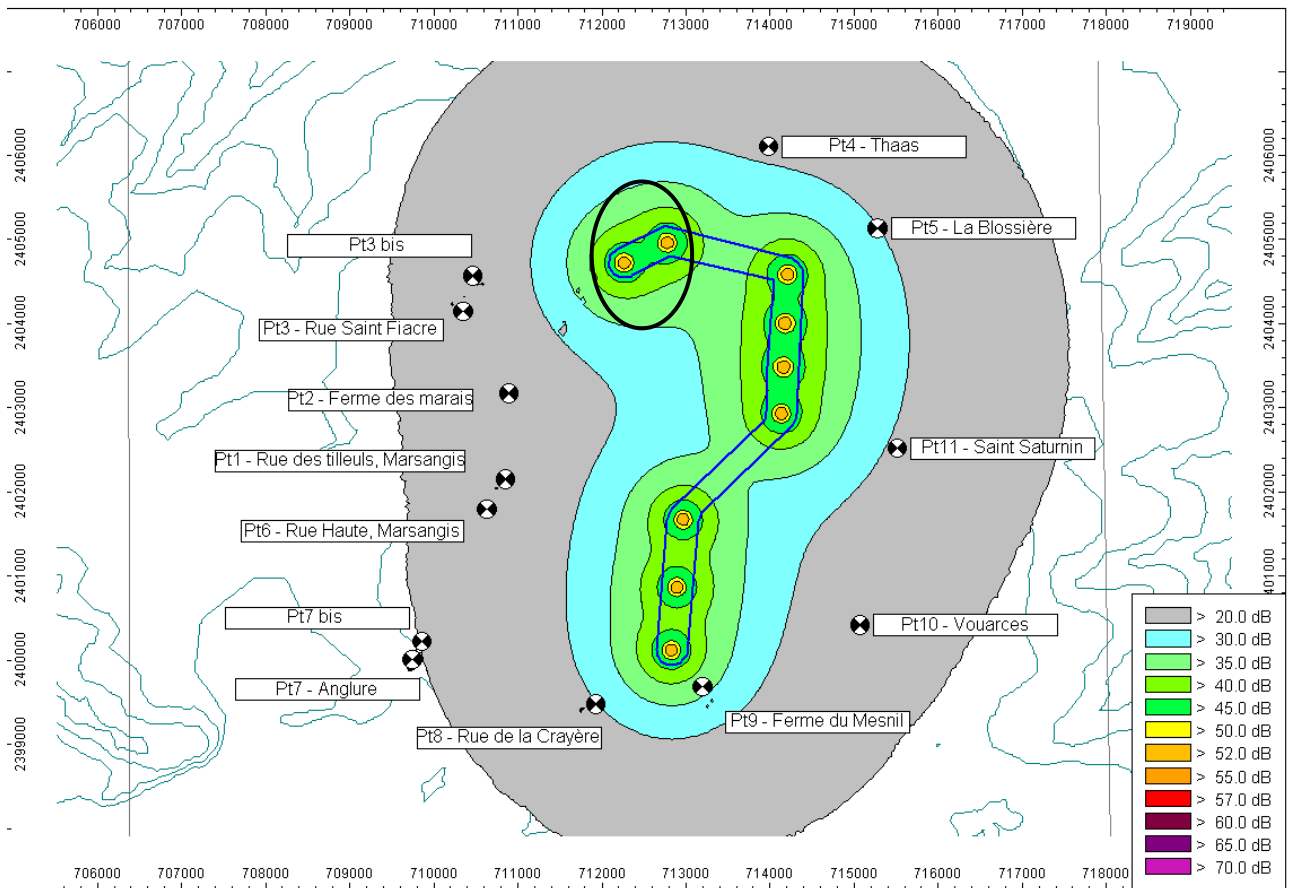 706000 707000 708000 709000 710000 711000 712000 713000 714000 715000 716000 717000 718000 719000
2406000
2405000
2404000
2403000
2402000
2401000
2400000
2399000
Pt4 - Thaas
Pt5 - La Blossière
Pt3 bis
Pt3 - Rue Saint Fiacre
Pt2 - Ferme des marais
Pt1 - Rue des tilleuls, Marsangis
Pt11 - Saint Saturnin
Pt6 - Rue Haute, Marsangis
Pt7 bis
Pt10 - Vouarces
Pt7 - Anglure
Pt9 - Ferme du Mesnil
Pt8 - Rue de la Crayère
2406000
2405000
2404000
2403000
2402000
401000
> 20.0 dB
> 30.0 dB
> 35.0 dB
> 40.0 dB
> 45.0 dB
> 50.0 dB
> 52.0 dB
> 55.0 dB
> 57.0 dB
> 60.0 dB
> 65.0 dB
> 70.0 dB
706000 707000 708000 709000 710000 711000 712000 713000 714000 715000 716000 717000 718000